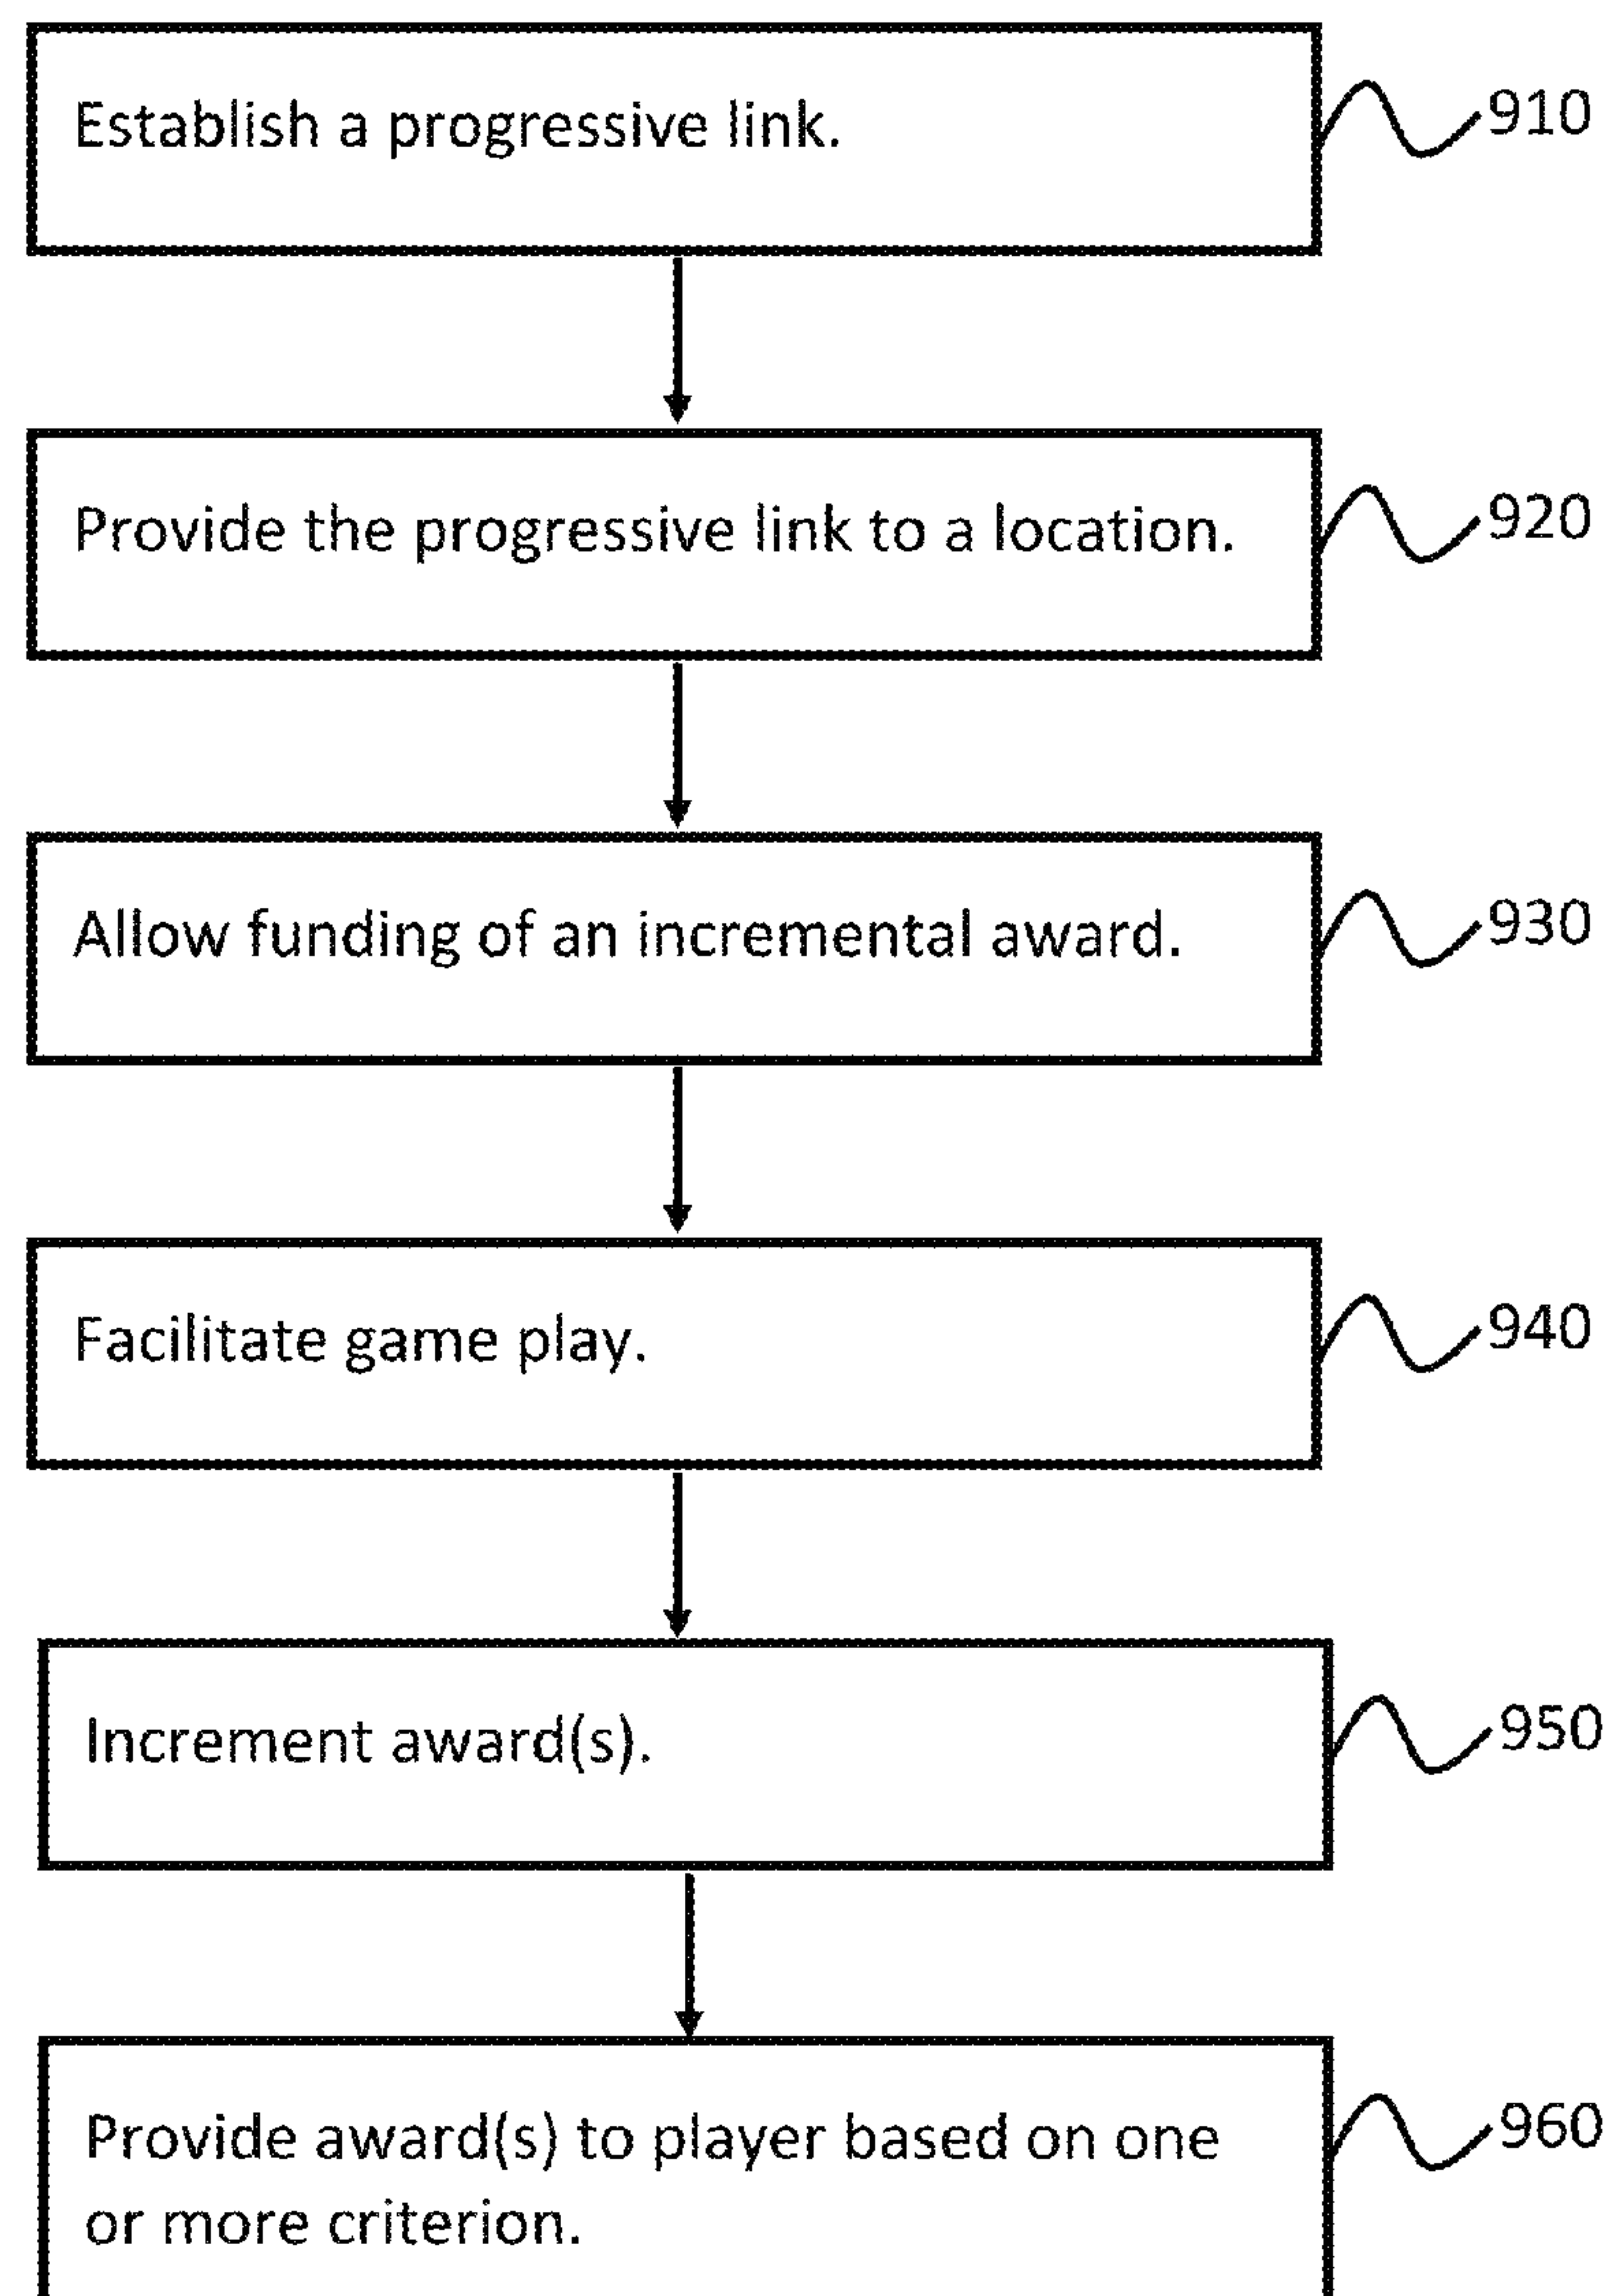 Establish a progressive link.
910
Provide the progressive link to a location.
920
Allow funding of an incremental award.
930
Facilitate game play.
940
Increment award(s).
950
Provide award(s) to player based on one
or more criterion.
960